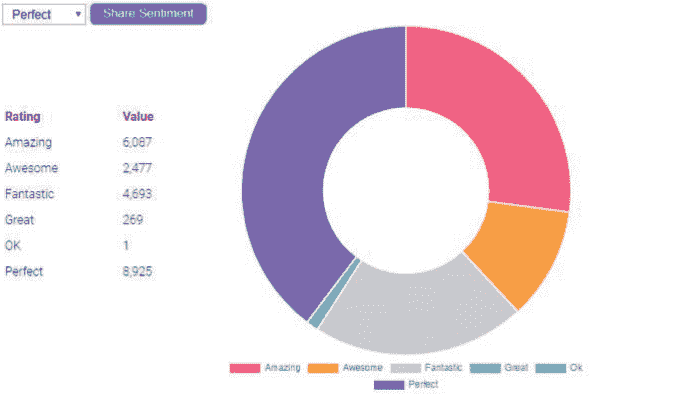 Perfect Share Sentiment
Rating Value
Amazing 6,087
Awesome 2,477
Fantastic 4,693
Great 269
OK 1
Perfect 8,925
Amazing Awesome Fantastic Great Ok
Perfect